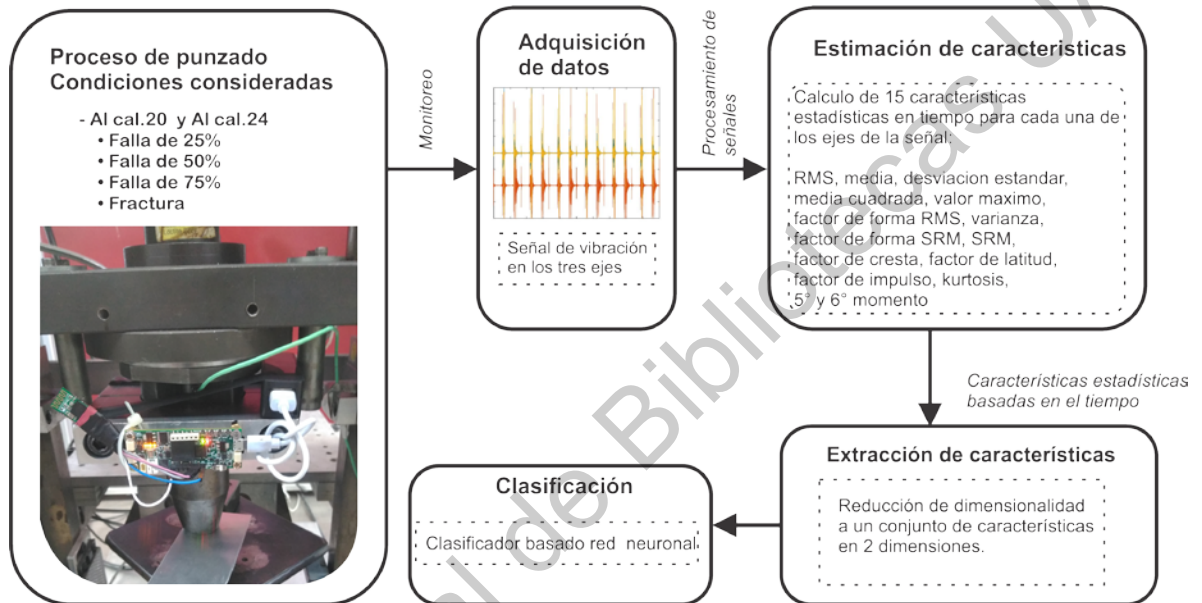 Proceso de punzado
Condiciones consideradas
- Al cal.20 y Al cal.24
• Falla de 25%
• Falla de 50%
• Falla de 75%
• Fractura
Monitoreo
Adquisición
de datos
Señal de vibración
en los tres ejes
Procesamiento de
señales
Estimación de caracteristicas
Calculo de 15 características
estadísticas en tiempo para cada una de
los ejes de la señal:
RMS, media, desviacion estandar,
media cuadrada, valor maximo,
factor de forma RMS, varianza,
factor de forma SRM, SRM,
factor de cresta, factor de latitud,
factor de impulso, kurtosis,
5° y 6° momento
Características estadísticas
basadas en el tiempo
Extracción de características
Reducción de dimensionalidad
a un conjunto de características
en 2 dimensiones.
Clasificación
Clasificador basado red neuronal
de Bibliotecas